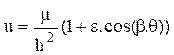 u = μ/h² (1 + ε.cos(β.θ))